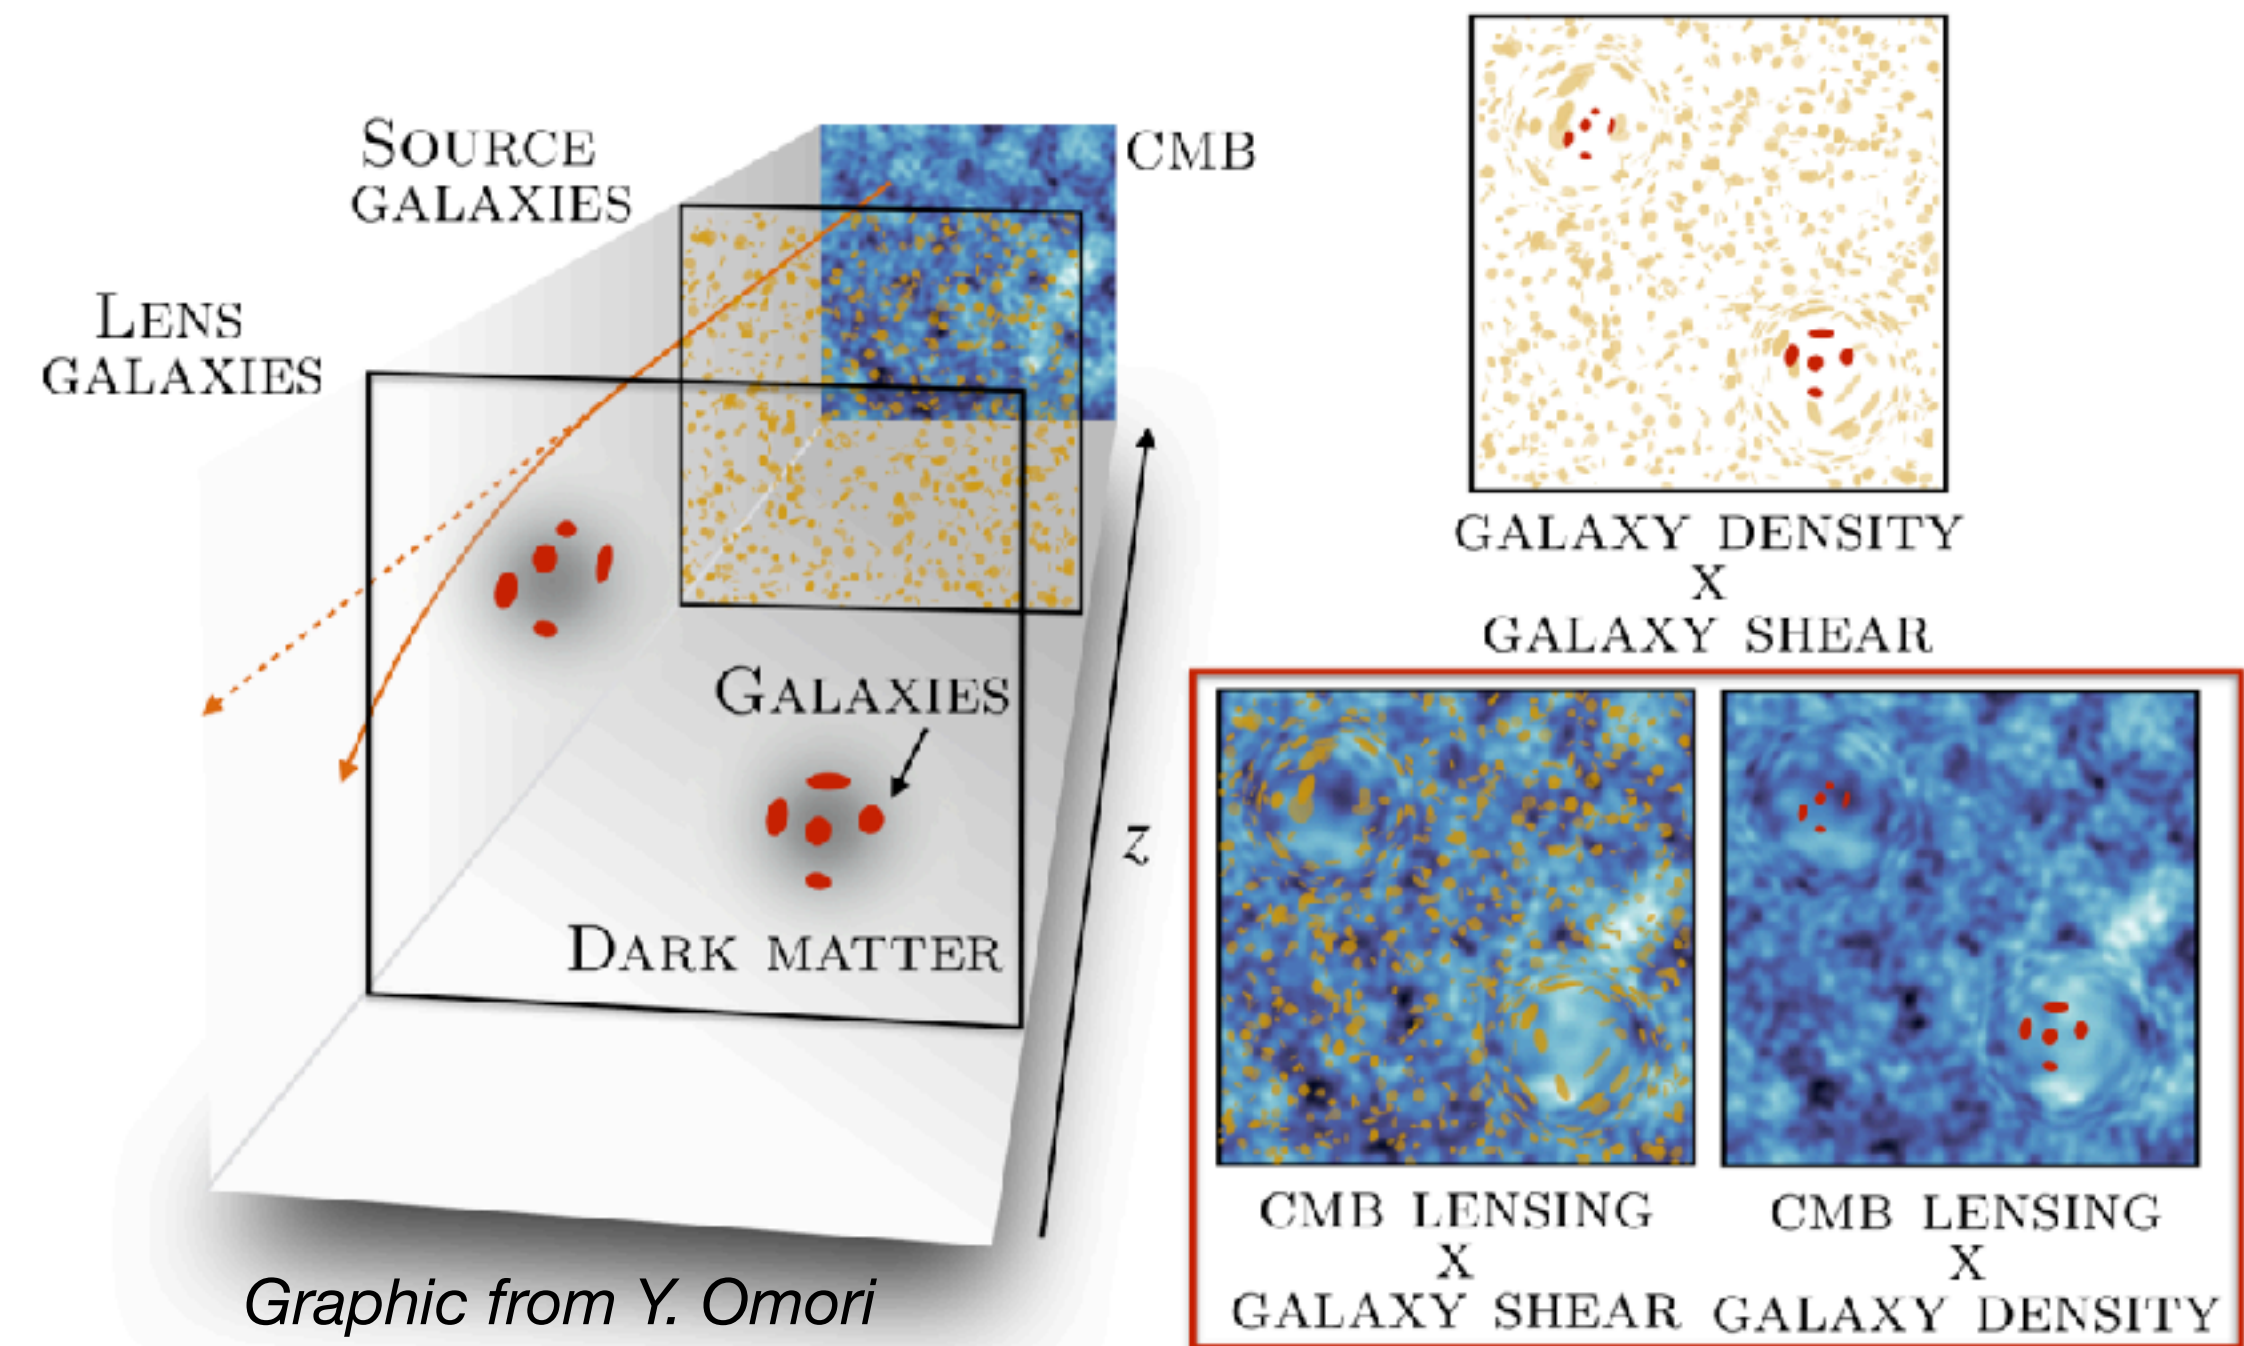 SOURCE
GALAXIES
CMB
LENS
GALAXIES
GALAXIES
DARK MATTER
z
Graphic from Y. Omori
GALAXY DENSITY
X
GALAXY SHEAR
CMB LENSING
X
GALAXY SHEAR
CMB LENSING
X
GALAXY DENSITY